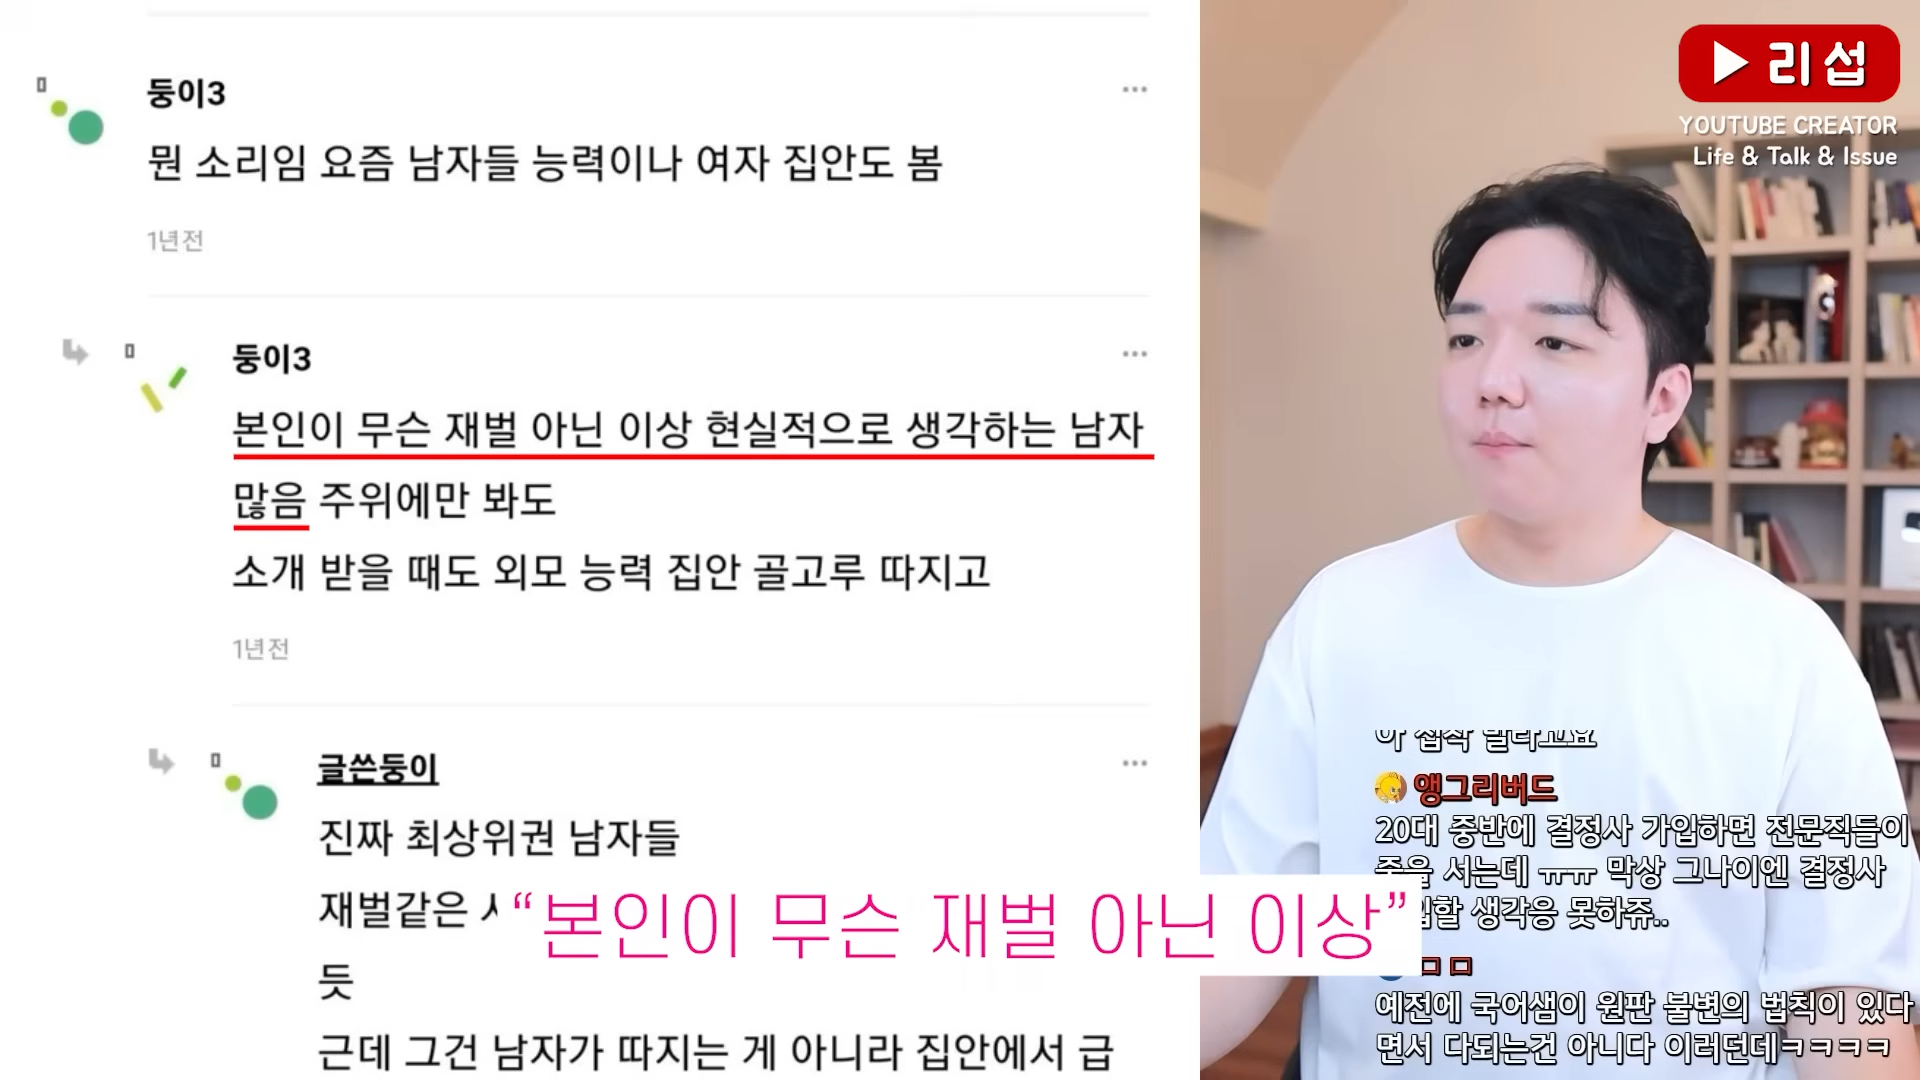 둥이3
뭔 소리임 요즘 남자들 능력이나 여자 집안도 봄
1년전
둥이3
본인이 무슨 재벌 아닌 이상 현실적으로 생각하는 남자
많음 주위에만 봐도
소개 받을 때도 외모 능력 집안 골고루 따지고
1년전
글쓴둥이
진짜 최상위권 남자들
재벌같은
듯
근데 그건 남자가 따지는 게 아니라 집안에서 급
“본인이 무슨 재벌 아닌 이상”
리섭
YOUTUBE CREATOR
Life & Talk & Issue
앵그리버드
20대 중반에 결정사 가입하면 전문직들이
줄을 서는데 ㅠㅠ 막상 그나이엔 결정사
생각응 못하쥬..
ㅁㅁ
예전에 국어샘이 원판 불변의 법칙이 있다
면서 다되는건 아니다 이러던데ㅋㅋㅋㅋ